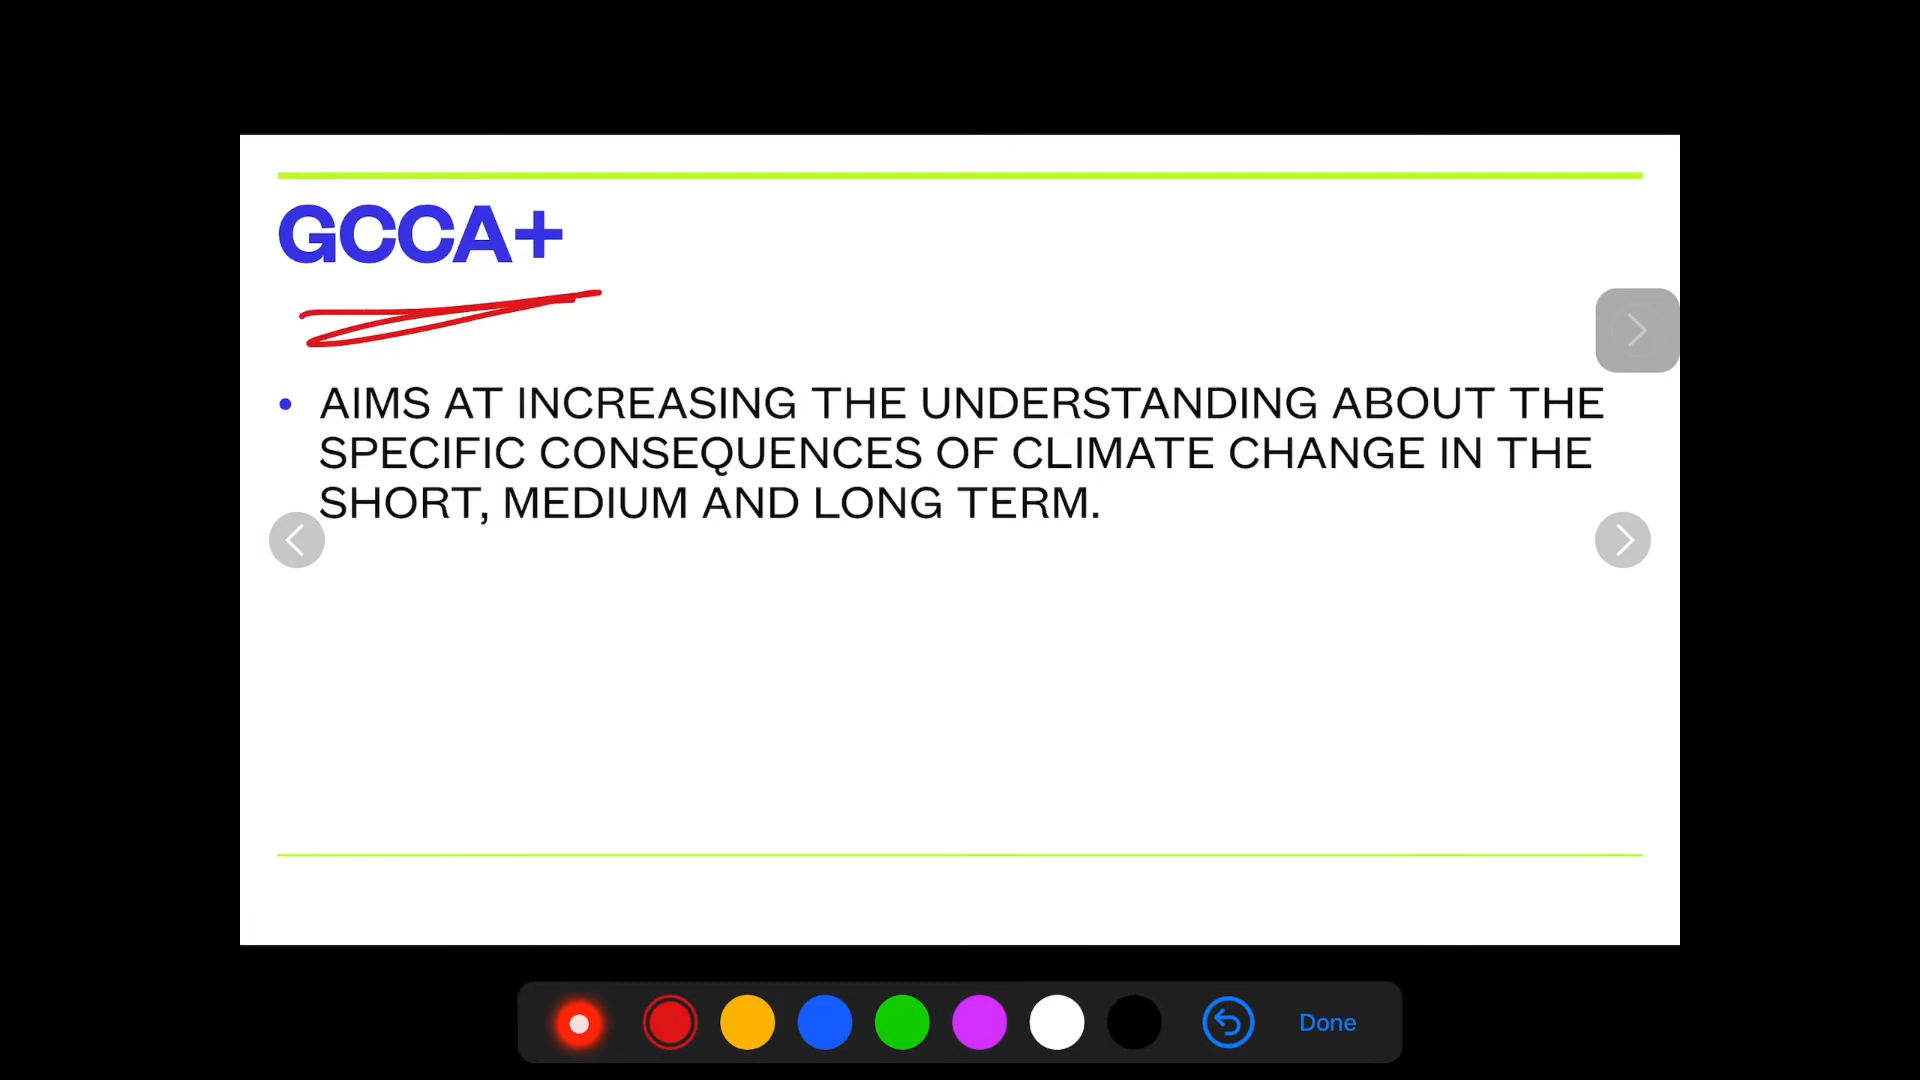 GCCA+
• AIMS AT INCREASING THE UNDERSTANDING ABOUT THE
SPECIFIC CONSEQUENCES OF CLIMATE CHANGE IN THE
SHORT, MEDIUM AND LONG TERM.
Done